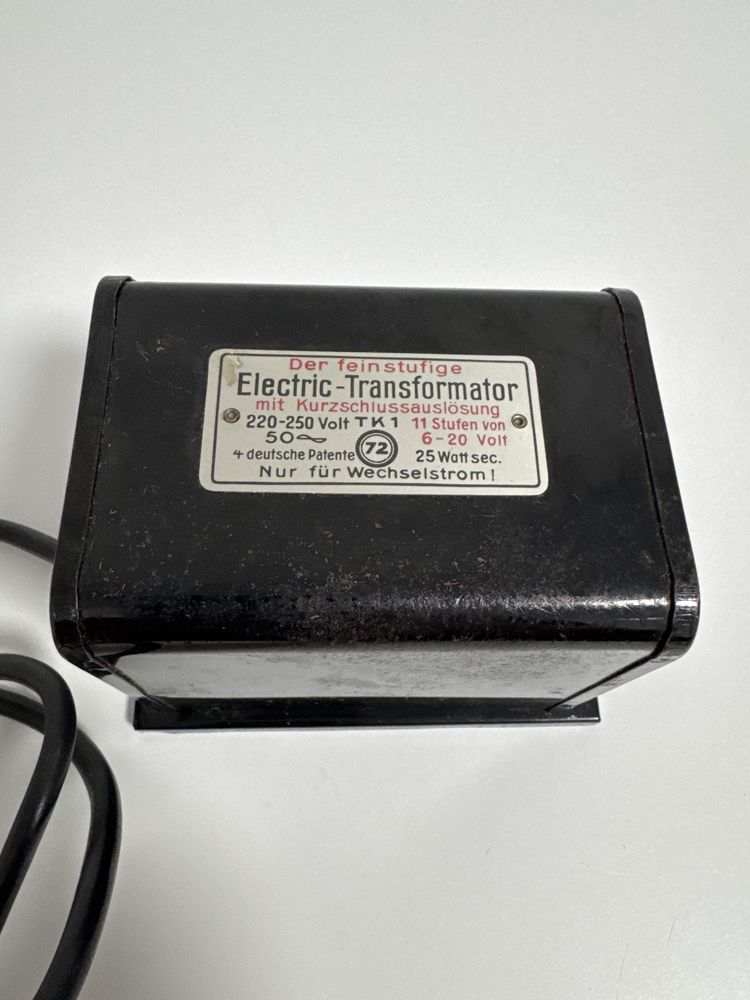 Der feinstufige
Electric-Transformator
mit Kurzschlussauslösung
220-250 Volt TK1 11 Stufen von
50 6-20 Volt
4 deutsche Patente 72 25 Watt sec.
Nur für Wechselstrom!